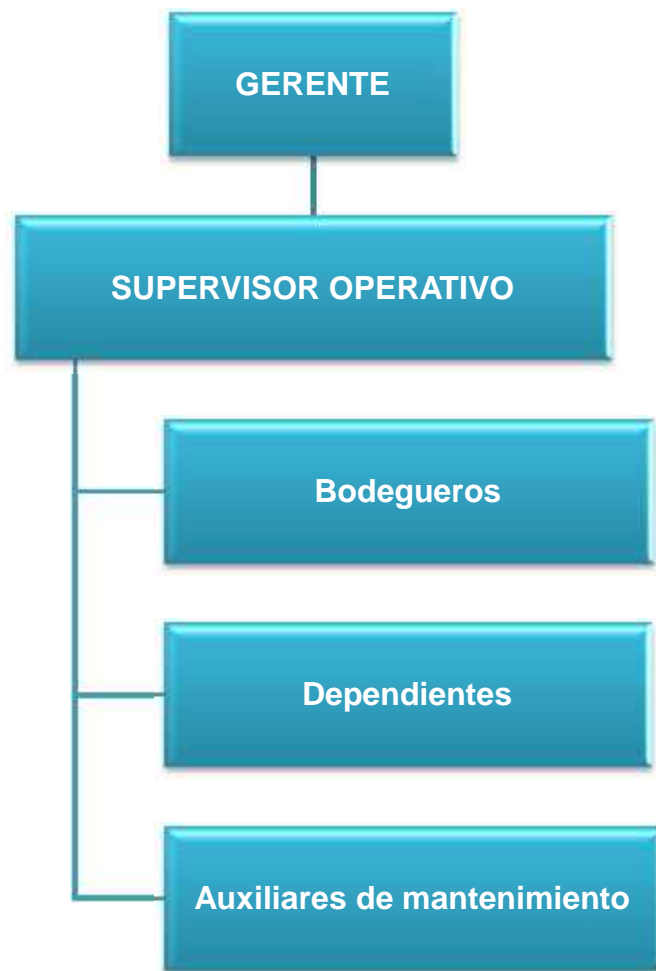 GERENTE
SUPERVISOR OPERATIVO
Bodegueros
Dependientes
Auxiliares de mantenimiento